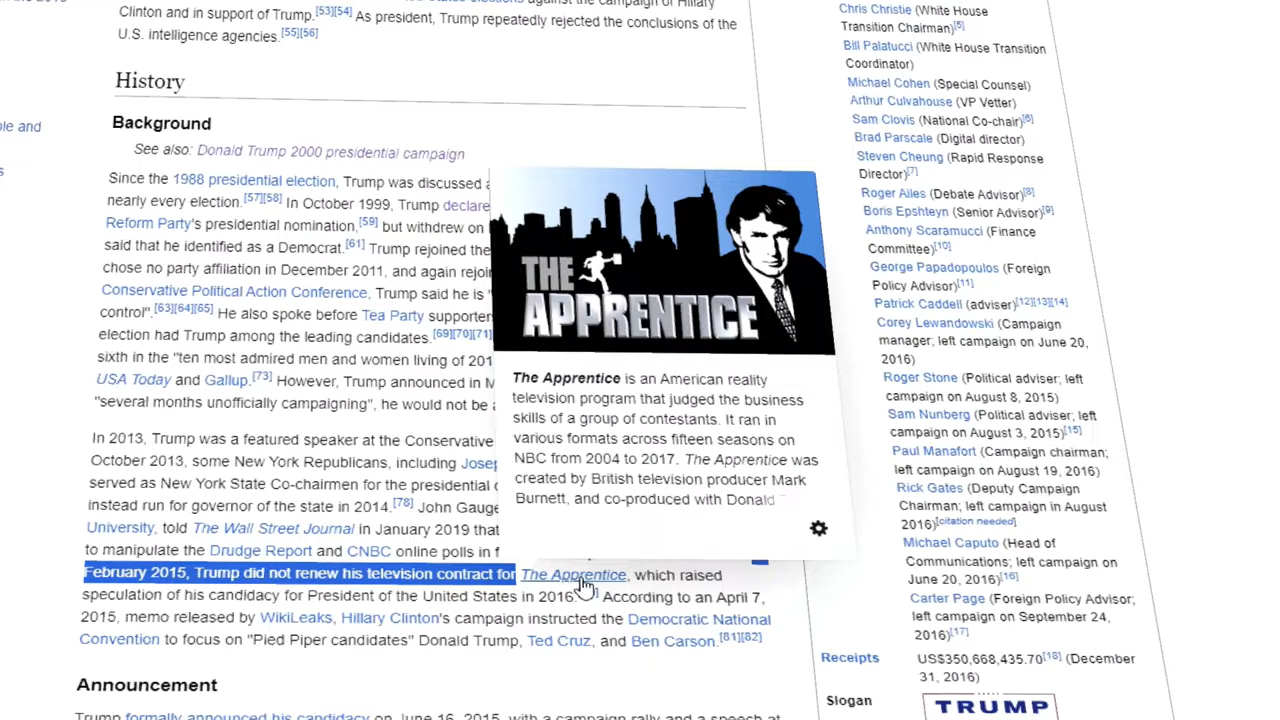 Clinton and in support of Trump.[53][54] As president, Trump repeatedly rejected the conclusions of the
U.S. intelligence agencies.[55][56]
History
Background
See also: Donald Trump 2000 presidential campaign
Since the 1988 presidential election, Trump was discussed
nearly every election.[57][58] In October 1999, Trump declare
Reform Party's presidential nomination,[59] but withdrew on
said that he identified as a Democrat.[61] Trump rejoined the
chose no party affiliation in December 2011, and again rejoi
Conservative Political Action Conference, Trump said he is "
control".[63][64][65] He also spoke before Tea Party supporters
election had Trump among the leading candidates.[69][70][71]
sixth in the "ten most admired men and women living of 201
USA Today and Gallup.[73] However, Trump announced in M
"several months unofficially campaigning", he would not be a
In 2013, Trump was a featured speaker at the Conservative
October 2013, some New York Republicans, including Josep
served as New York State Co-chairmen for the presidential
instead run for governor of the state in 2014.[78] John Gauge
University, told The Wall Street Journal in January 2019 that
to manipulate the Drudge Report and CNBC online polls in f
February 2015, Trump did not renew his television contract for The Apprentice, which raised
speculation of his candidacy for President of the United States in 2016. According to an April 7,
2015, memo released by WikiLeaks, Hillary Clinton's campaign instructed the Democratic National
Convention to focus on "Pied Piper candidates" Donald Trump, Ted Cruz, and Ben Carson.[81][82]
Announcement
Trump formally announced his candidacy on June 16, 2015, with a campaign rally and a speech at
THE
APPRENTICE
The Apprentice is an American reality
television program that judged the business
skills of a group of contestants. It ran in
various formats across fifteen seasons on
NBC from 2004 to 2017. The Apprentice was
created by British television producer Mark
Burnett, and co-produced with Donald
Chris Christie (White House
Transition Chairman)[5]
Bill Palatucci (White House Transition
Coordinator)
Michael Cohen (Special Counsel)
Arthur Culvahouse (VP Vetter)
Sam Clovis (National Co-chair)[6]
Brad Parscale (Digital director)
Steven Cheung (Rapid Response
Director)[7]
Roger Ailes (Debate Advisor)[8]
Boris Epshteyn (Senior Advisor)[9]
Anthony Scaramucci (Finance
Committee)[10]
George Papadopoulos (Foreign
Policy Advisor)[11]
Patrick Caddell (adviser)[12][13][14]
Corey Lewandowski (Campaign
manager; left campaign on June 20,
2016)
Roger Stone (Political adviser; left
campaign on August 8, 2015)
Sam Nunberg (Political adviser; left
campaign on August 3, 2015)[15]
Paul Manafort (Campaign chairman;
left campaign on August 19, 2016)
Rick Gates (Deputy Campaign
Chairman; left campaign in August
2016)[citation needed]
Michael Caputo (Head of
Communications; left campaign on
June 20, 2016)[16]
Carter Page (Foreign Policy Advisor;
left campaign on September 24,
2016)[17]
Receipts US$350,668,435.70[18] (December
31, 2016)
Slogan
TRUMP